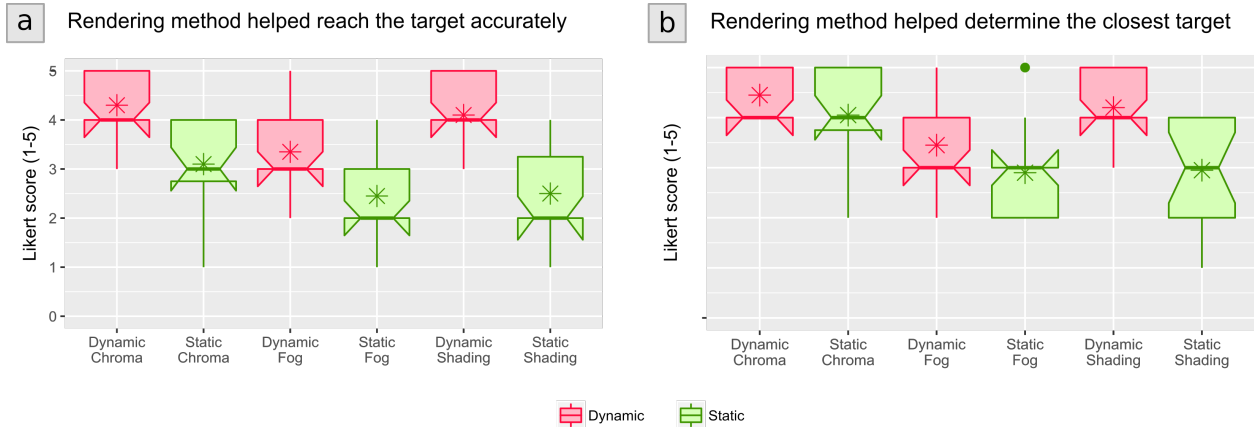 a
Rendering method helped reach the target accurately
Likert score (1-5)
5
4
3
2
1
0
Dynamic Chroma
Static Chroma
Dynamic Fog
Static Fog
Dynamic Shading
Static Shading
b
Rendering method helped determine the closest target
Likert score (1-5)
Dynamic Chroma
Static Chroma
Dynamic Fog
Static Fog
Dynamic Shading
Static Shading
Dynamic
Static